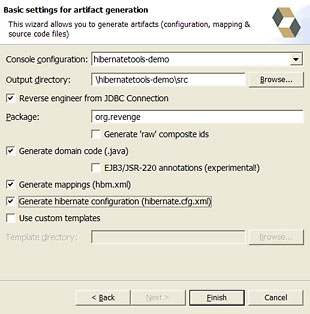 Basic settings for artifact generation
This wizard allows you to generate artifacts (configuration, mapping &
source code files)
Console configuration: hibernatetools-demo
Output directory: \hibernatetools-demo\src Browse...
Reverse engineer from JDBC Connection
Package: org.revenge
Generate 'raw' composite ids
Generate domain code (.java)
EJB3/JSR-220 annotations (experimental!)
Generate mappings (hbm.xml)
Generate hibernate configuration (hibernate.cfg.xml)
Use custom templates
Template directory: Browse...
< Back Next > Finish Cancel